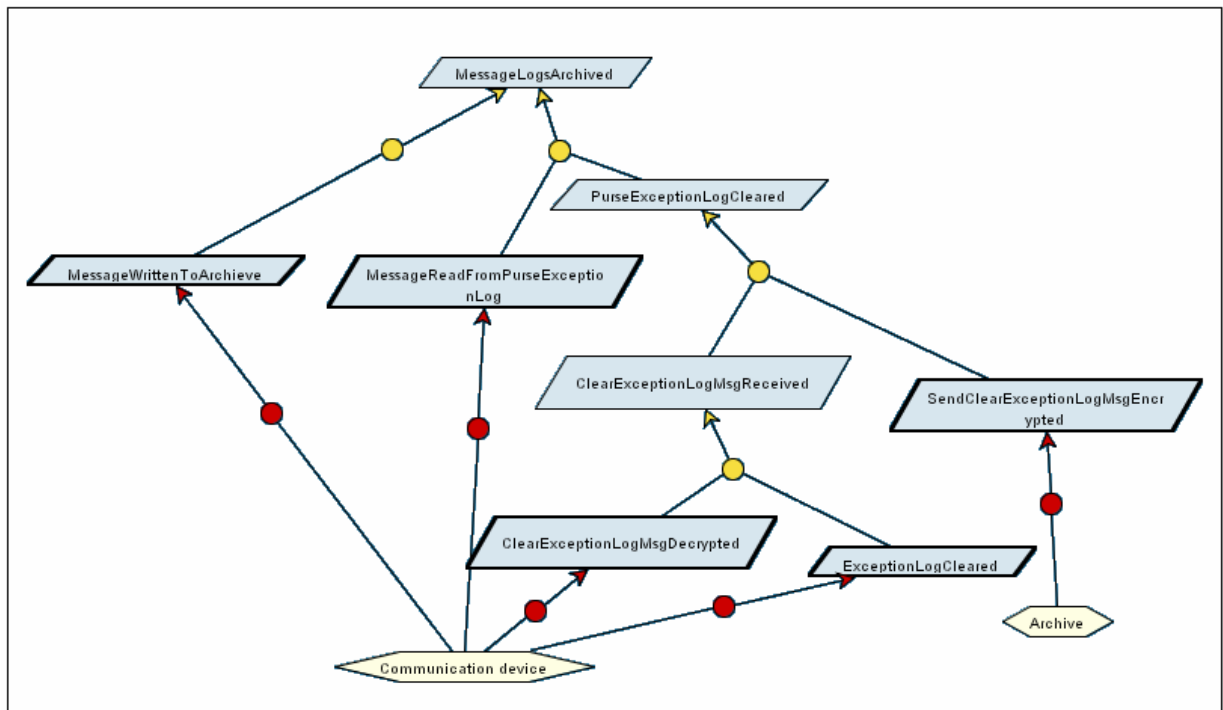 MessageLogsArchived
PurseExceptionLogCleared
MessageWrittenToArchieve
MessageReadFromPurseExceptio
nLog
ClearExceptionLogMsgReceived
SendClearExceptionLogMsgEncr
ypted
ClearExceptionLogMsgDecrypted
ExceptionLogCleared
Archive
Communication device